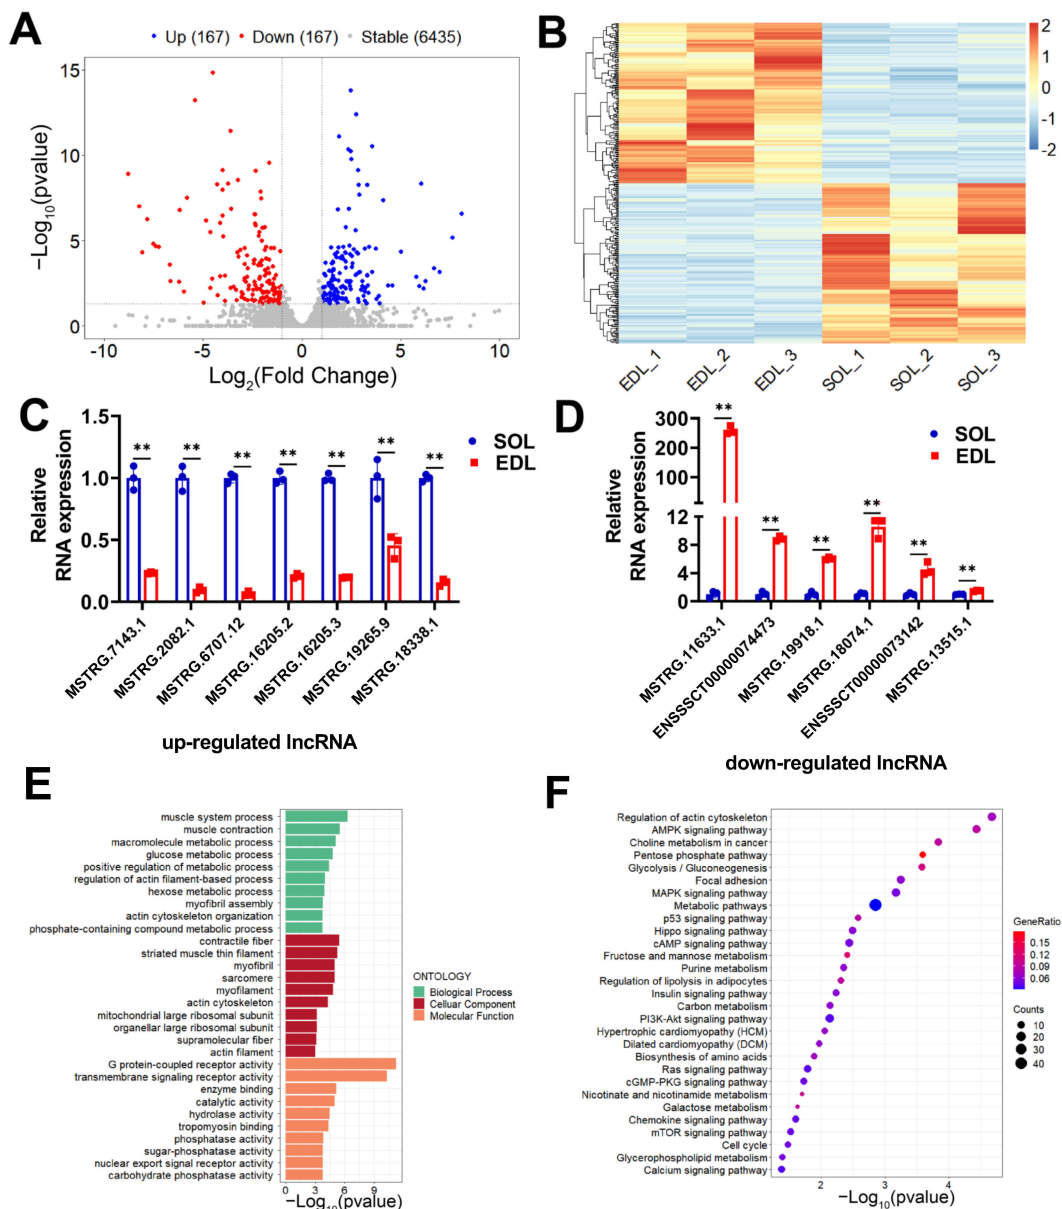 A
Up (167) Down (167) Stable (6435)
15
10
5
0
−Log10(pvalue)
-10 -5 0 5 10
Log2(Fold Change)
B
2
1
0
-1
-2
EDL_1 EDL_2 EDL_3 SOL_1 SOL_2 SOL_3
C
Relative
RNA expression
1.5
1.0
0.5
0.0
** ** ** ** ** ** **
SOL
EDL
MSTRG.7143.1
MSTRG.2082.1
MSTRG.6707.12
MSTRG.16205.2
MSTRG.16205.3
MSTRG.19265.9
MSTRG.18338.1
up-regulated lncRNA
D
Relative
RNA expression
300
200
100
12
8
4
0
** ** ** ** ** **
SOL
EDL
MSTRG.11633.1
ENSSSCT00000074473
MSTRG.19918.1
MSTRG.18074.1
ENSSSCT00000073142
MSTRG.13515.1
down-regulated lncRNA
E
muscle system process
muscle contraction
macromolecule metabolic process
glucose metabolic process
positive regulation of metabolic process
regulation of actin filament-based process
hexose metabolic process
myofibril assembly
actin cytoskeleton organization
phosphate-containing compound metabolic process
contractile fiber
striated muscle thin filament
myofibril
sarcomere
myofilament
actin cytoskeleton
mitochondrial large ribosomal subunit
organellar large ribosomal subunit
supramolecular fiber
actin filament
G protein-coupled receptor activity
transmembrane signaling receptor activity
enzyme binding
catalytic activity
hydrolase activity
tropomyosin binding
phosphatase activity
sugar-phosphatase activity
nuclear export signal receptor activity
carbohydrate phosphatase activity
0 3 6 9
−Log10(pvalue)
ONTOLOGY
Biological Process
Celluar Component
Molecular Function
F
Regulation of actin cytoskeleton
AMPK signaling pathway
Choline metabolism in cancer
Pentose phosphate pathway
Glycolysis / Gluconeogenesis
Focal adhesion
MAPK signaling pathway
Metabolic pathways
p53 signaling pathway
Hippo signaling pathway
cAMP signaling pathway
Fructose and mannose metabolism
Purine metabolism
Regulation of lipolysis in adipocytes
Insulin signaling pathway
Carbon metabolism
PI3K-Akt signaling pathway
Hypertrophic cardiomyopathy (HCM)
Dilated cardiomyopathy (DCM)
Biosynthesis of amino acids
Ras signaling pathway
cGMP-PKG signaling pathway
Nicotinate and nicotinamide metabolism
Galactose metabolism
Chemokine signaling pathway
mTOR signaling pathway
Cell cycle
Glycerophospholipid metabolism
Calcium signaling pathway
2 3 4
−Log10(pvalue)
GeneRatio
0.15
0.12
0.09
0.06
Counts
10
20
30
40